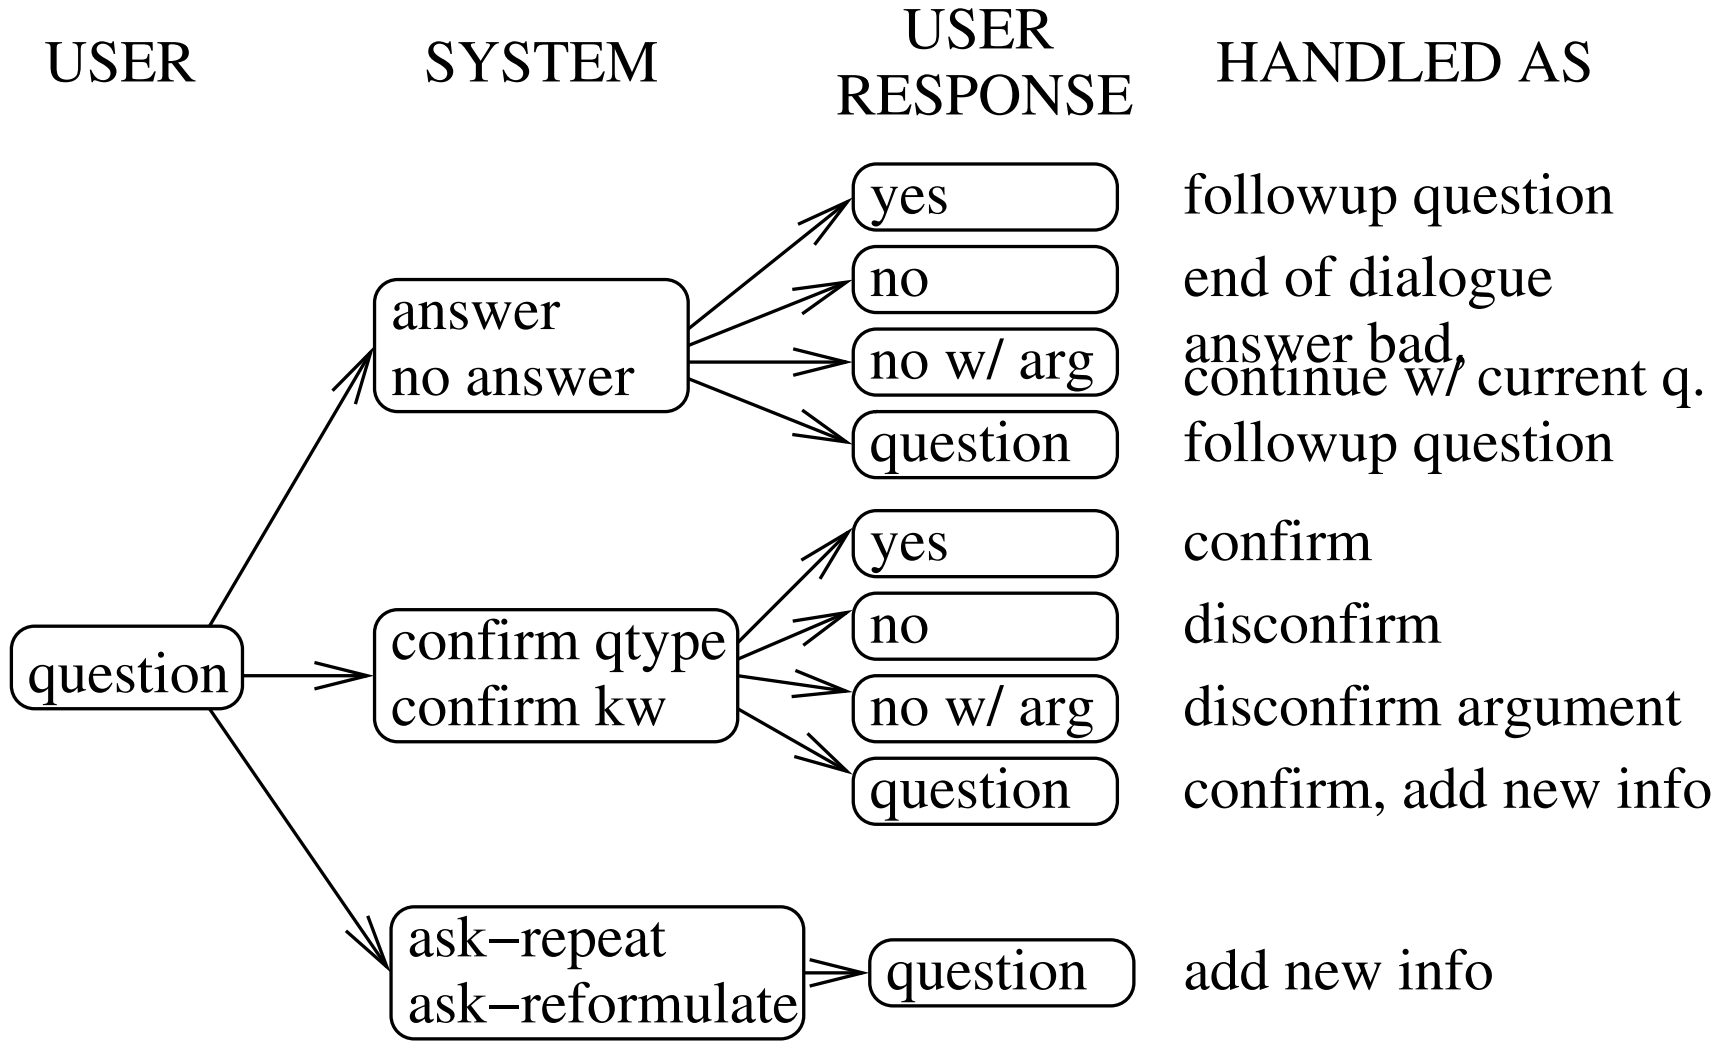 USER
SYSTEM
USER
RESPONSE
HANDLED AS
yes
followup question
no
end of dialogue
answer
no answer
no w/ arg
answer bad,
continue w/ current q.
question
followup question
yes
confirm
no
disconfirm
question
confirm qtype
confirm kw
no w/ arg
disconfirm argument
question
confirm, add new info
ask−repeat
ask−reformulate
question
add new info